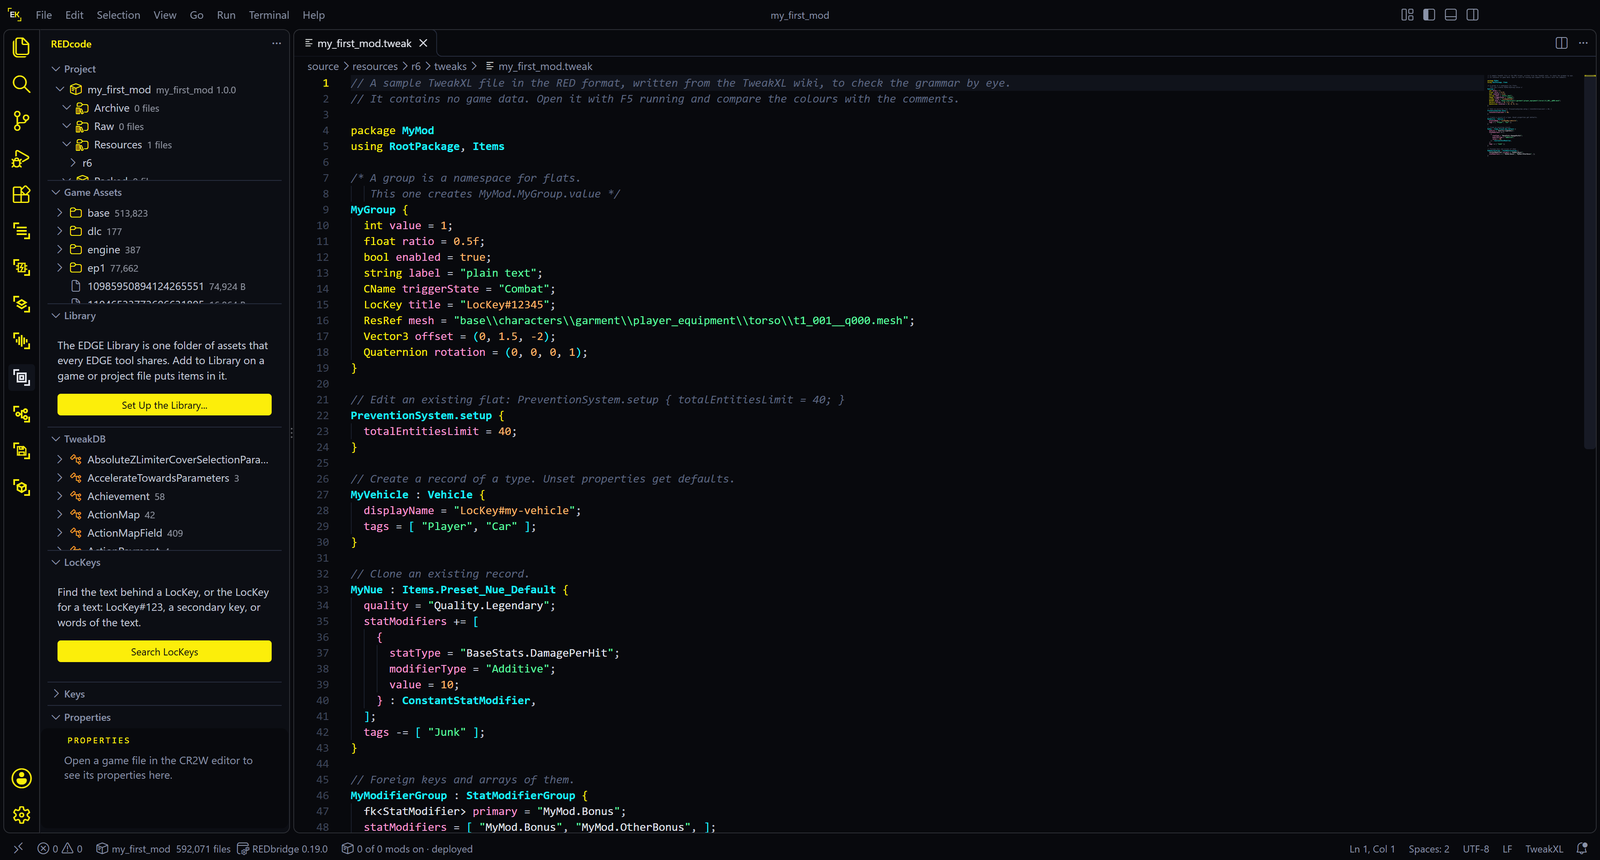 EK File Edit Selection View Go Run Terminal Help
my_first_mod
REDcode
Project
my_first_mod my_first_mod 1.0.0
Archive 0 files
Raw 0 files
Resources 1 files
r6
Game Assets
base 513,823
dlc 177
engine 387
ep1 77,662
10985950894124265551 74,924 B
Library
The EDGE Library is one folder of assets that
every EDGE tool shares. Add to Library on a
game or project file puts items in it.
Set Up the Library...
TweakDB
AbsoluteZLimiterCoverSelectionPara...
AccelerateTowardsParameters 3
Achievement 58
ActionMap 42
ActionMapField 409
LocKeys
Find the text behind a LocKey, or the LocKey
for a text: LocKey#123, a secondary key, or
words of the text.
Search LocKeys
Keys
Properties
PROPERTIES
Open a game file in the CR2W editor to
see its properties here.
my_first_mod.tweak
source > resources > r6 > tweaks > my_first_mod.tweak
1 // A sample TweakXL file in the RED format, written from the TweakXL wiki, to check the grammar by eye.
2 // It contains no game data. Open it with F5 running and compare the colours with the comments.
3
4 package MyMod
5 using RootPackage, Items
6
7 /* A group is a namespace for flats.
8 This one creates MyMod.MyGroup.value */
9 MyGroup {
10 int value = 1;
11 float ratio = 0.5f;
12 bool enabled = true;
13 string label = "plain text";
14 CName triggerState = "Combat";
15 LocKey title = "LocKey#12345";
16 ResRef mesh = "base\\characters\\garment\\player_equipment\\torso\\t1_001__q000.mesh";
17 Vector3 offset = (0, 1.5, -2);
18 Quaternion rotation = (0, 0, 0, 1);
19 }
20
21 // Edit an existing flat: PreventionSystem.setup { totalEntitiesLimit = 40; }
22 PreventionSystem.setup {
23 totalEntitiesLimit = 40;
24 }
25
26 // Create a record of a type. Unset properties get defaults.
27 MyVehicle : Vehicle {
28 displayName = "LocKey#my-vehicle";
29 tags = [ "Player", "Car" ];
30 }
31
32 // Clone an existing record.
33 MyNue : Items.Preset_Nue_Default {
34 quality = "Quality.Legendary";
35 statModifiers += [
36 {
37 statType = "BaseStats.DamagePerHit";
38 modifierType = "Additive";
39 value = 10;
40 } : ConstantStatModifier,
41 ];
42 tags -= [ "Junk" ];
43 }
44
45 // Foreign keys and arrays of them.
46 MyModifierGroup : StatModifierGroup {
47 fk<StatModifier> primary = "MyMod.Bonus";
48 statModifiers = [ "MyMod.Bonus", "MyMod.OtherBonus", ];
0 0 my_first_mod 592,071 files REDbridge 0.19.0 0 of 0 mods on · deployed
Ln 1, Col 1 Spaces: 2 UTF-8 LF TweakXL